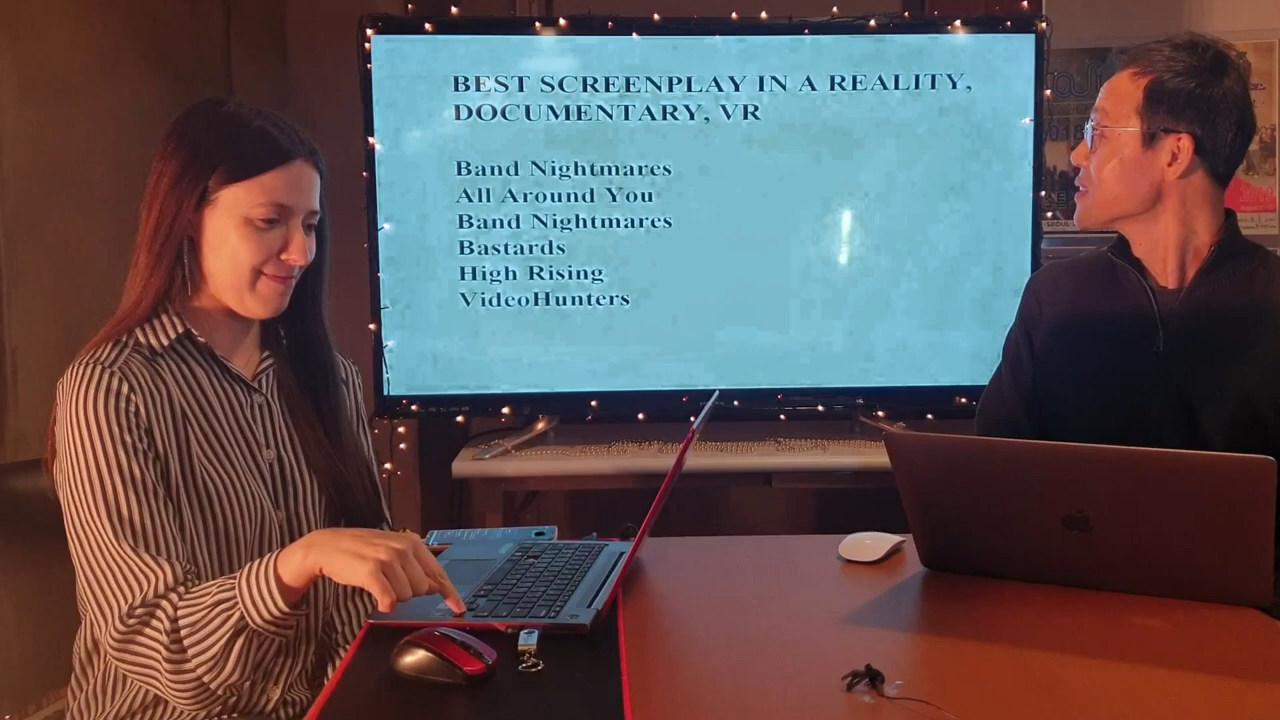 BEST SCREENPLAY IN A REALITY,
DOCUMENTARY, VR
Band Nightmares
All Around You
Band Nightmares
Bastards
High Rising
VideoHunters